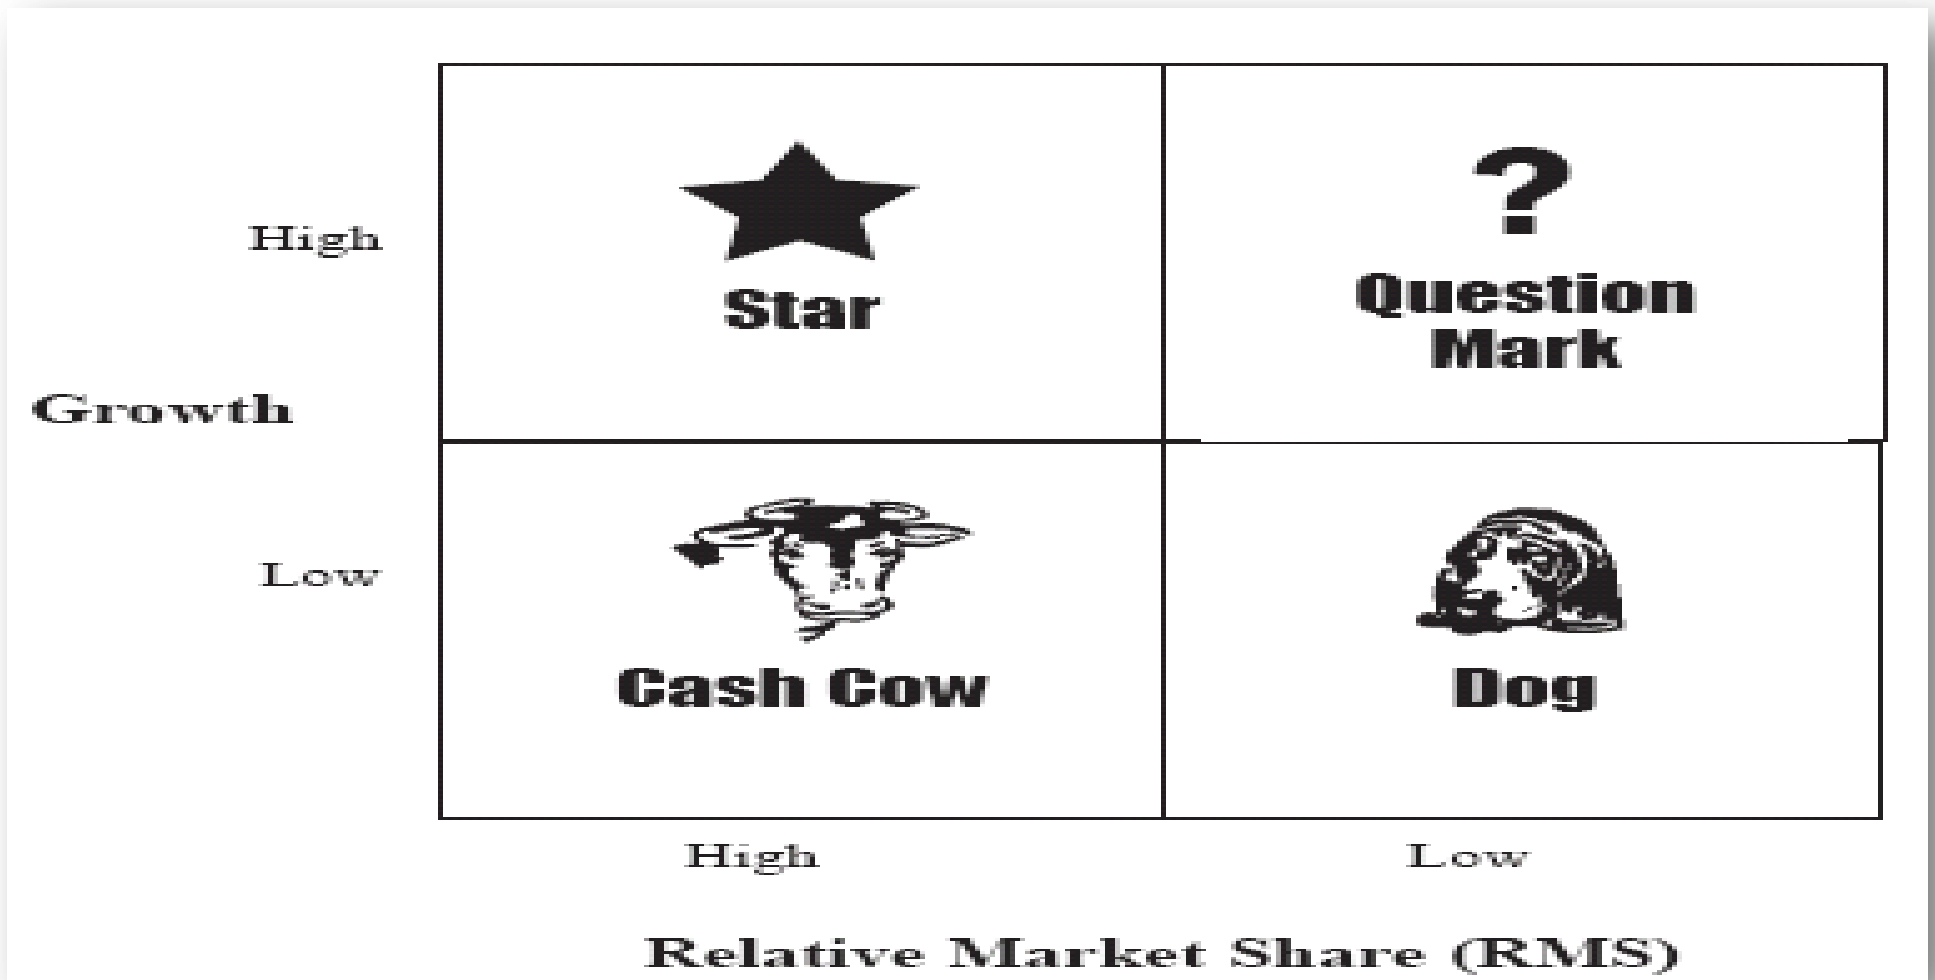 High
?
Star
Question
Mark
Growth
Low
Cash Cow
Dog
High
Low
Relative Market Share (RMS)